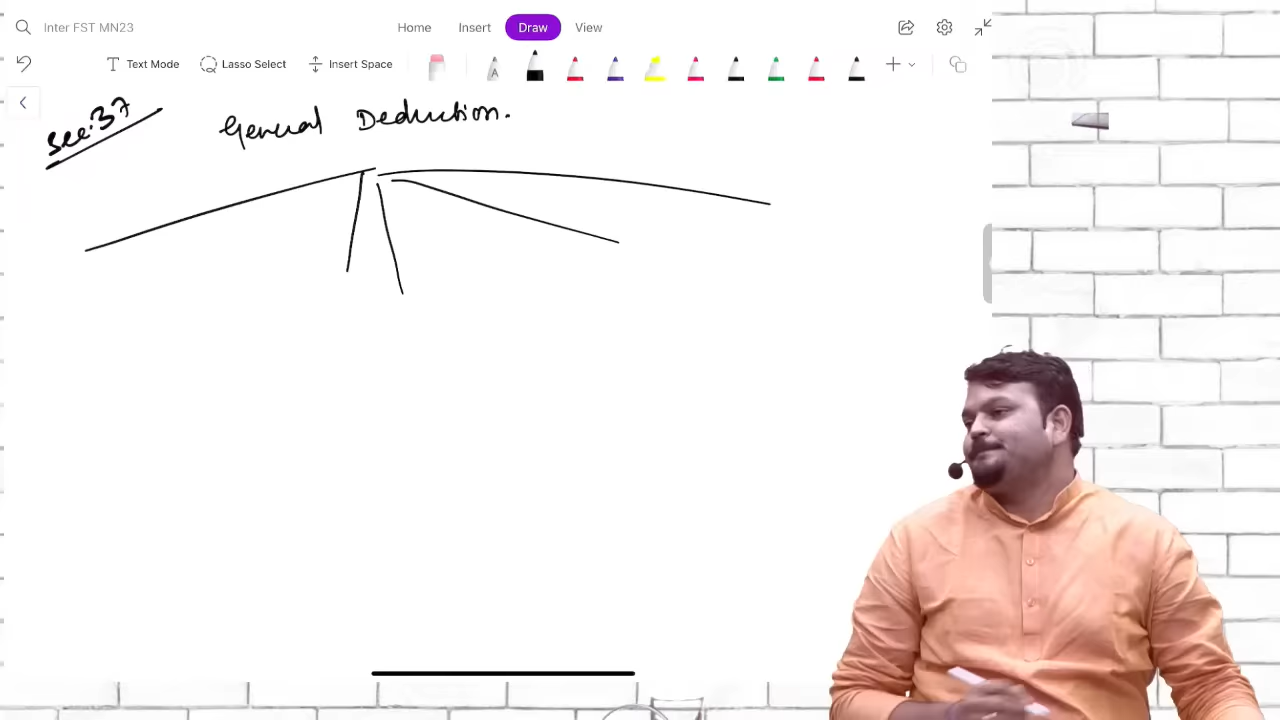 Inter FST MN23
Home Insert Draw View
Text Mode Lasso Select Insert Space
A
Sec:37 General Deduction.